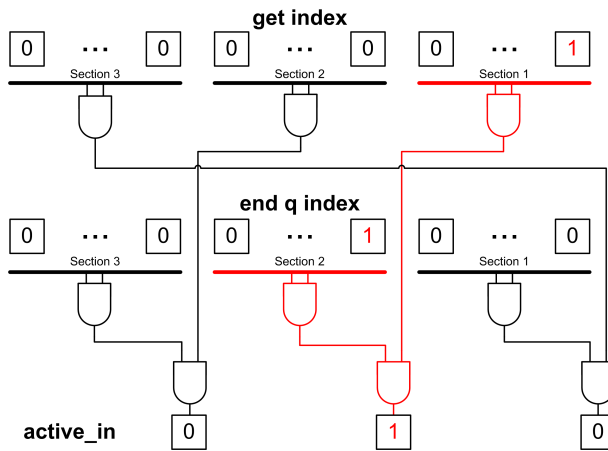 get index
0 ... 0 0 ... 0 0 ... 1
Section 3 Section 2 Section 1
end q index
0 ... 0 0 ... 1 0 ... 0
Section 3 Section 2 Section 1
active_in 0 1 0